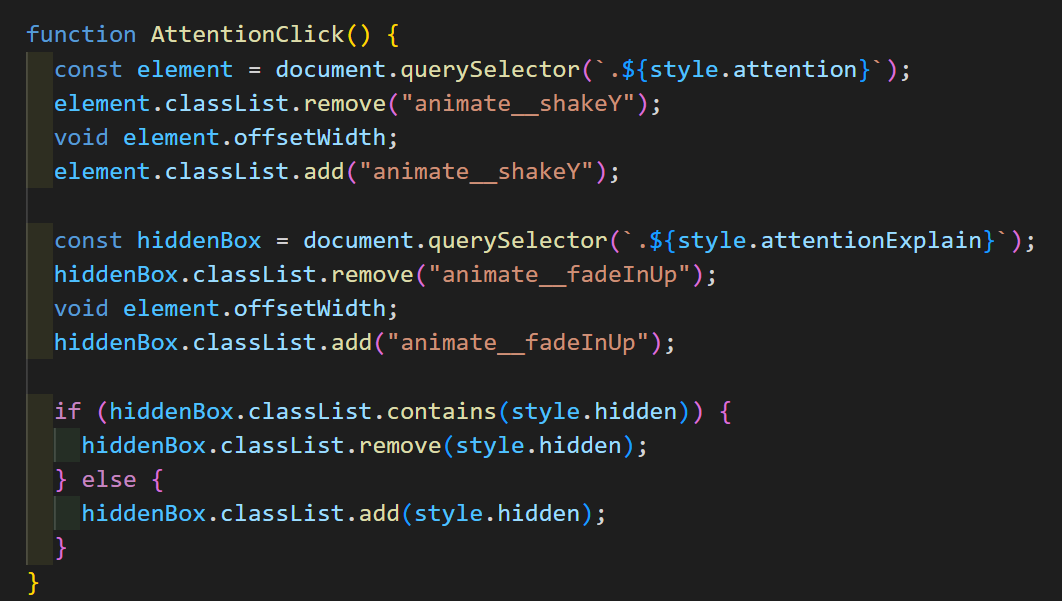 function AttentionClick() {
  const element = document.querySelector(`.${style.attention}`);
  element.classList.remove("animate__shakeY");
  void element.offsetWidth;
  element.classList.add("animate__shakeY");

  const hiddenBox = document.querySelector(`.${style.attentionExplain}`);
  hiddenBox.classList.remove("animate__fadeInUp");
  void element.offsetWidth;
  hiddenBox.classList.add("animate__fadeInUp");

  if (hiddenBox.classList.contains(style.hidden)) {
    hiddenBox.classList.remove(style.hidden);
  } else {
    hiddenBox.classList.add(style.hidden);
  }
}